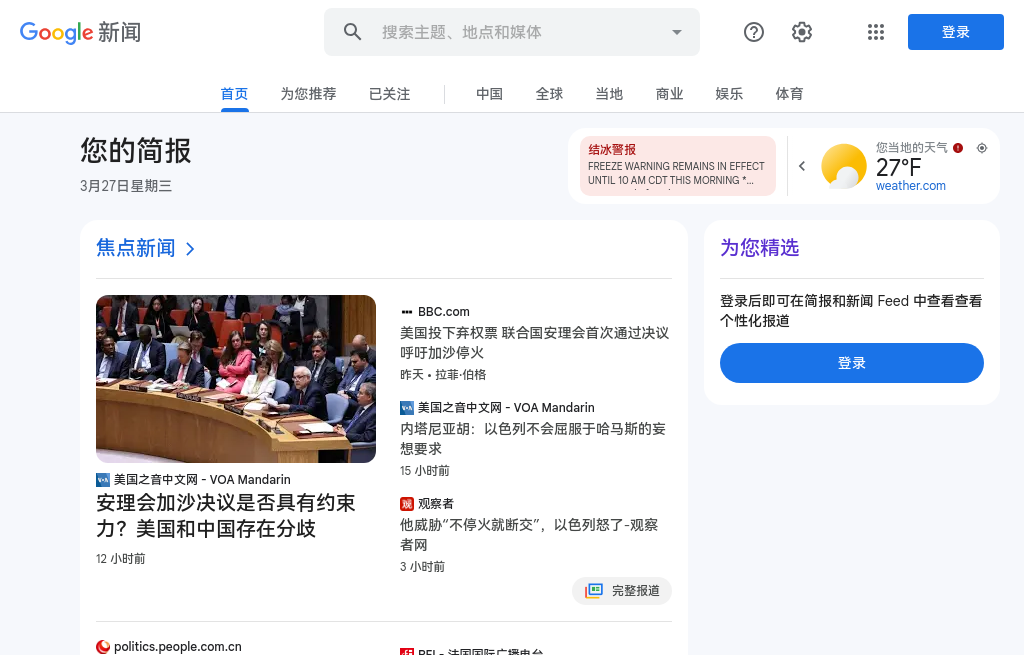 Google 新闻
搜索主题、地点和媒体
登录
首页
为您推荐
已关注
中国
全球
当地
商业
娱乐
体育
您的简报
3月27日星期三
结冰警报
FREEZE WARNING REMAINS IN EFFECT
UNTIL 10 AM CDT THIS MORNING *...
您当地的天气
27°F
weather.com
焦点新闻
VOA
美国之音中文网 - VOA Mandarin
安理会加沙决议是否具有约束
力？美国和中国存在分歧
12 小时前
BBC.com
美国投下弃权票 联合国安理会首次通过决议
呼吁加沙停火
昨天 • 拉菲·伯格
VOA
美国之音中文网 - VOA Mandarin
内塔尼亚胡：以色列不会屈服于哈马斯的妄
想要求
15 小时前
观察者
他威胁“不停火就断交”，以色列怒了-观察
者网
3 小时前
完整报道
politics.people.com.cn
RFI - 法国国际广播电台
为您精选
登录后即可在简报和新闻 Feed 中查看查看
个性化报道
登录